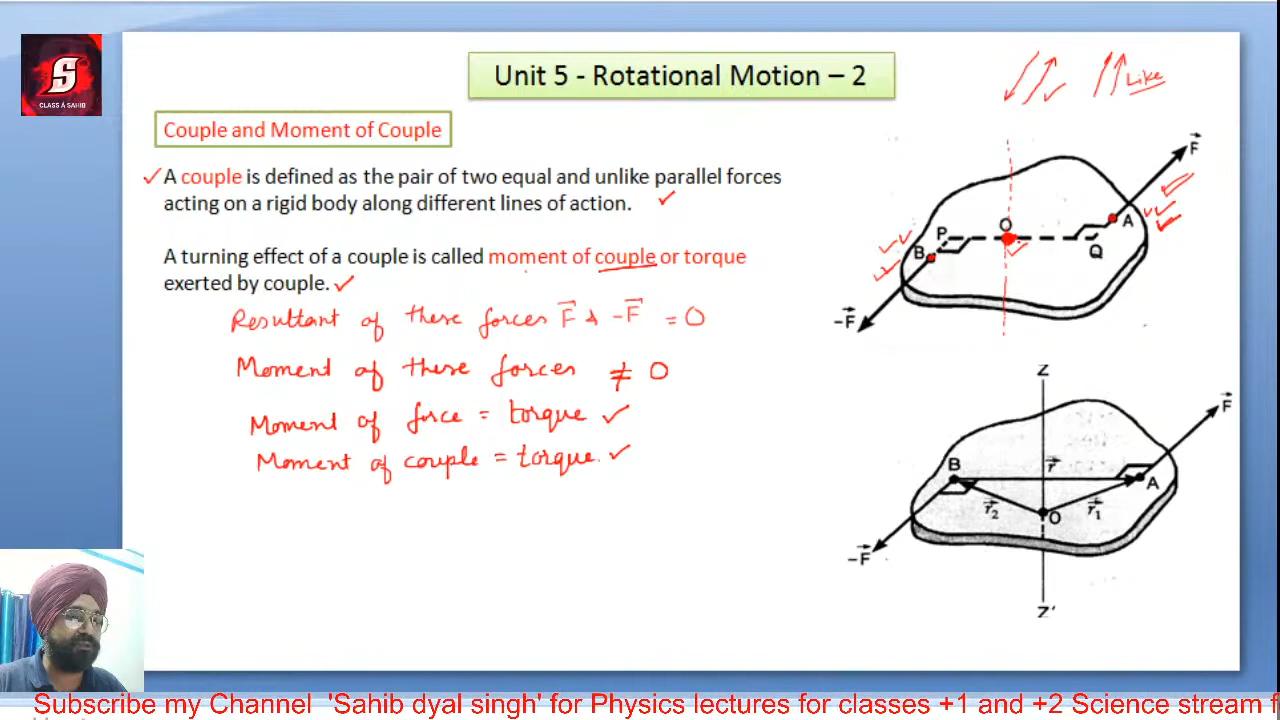 S
CLASS A SAHIB
Unit 5 - Rotational Motion – 2
Like
Couple and Moment of Couple
A couple is defined as the pair of two equal and unlike parallel forces
acting on a rigid body along different lines of action.
A turning effect of a couple is called moment of couple or torque
exerted by couple.
Resultant of these forces F⃗ & -F⃗ = 0
Moment of these forces ≠ 0
Moment of force = torque ✓
Moment of couple = torque. ✓
F⃗
A
O
P
Q
B
-F⃗
Z
F⃗
B
r⃗
A
r⃗₂
O
r⃗₁
-F⃗
Z'
Subscribe my Channel 'Sahib dyal singh' for Physics lectures for classes +1 and +2 Science stream f